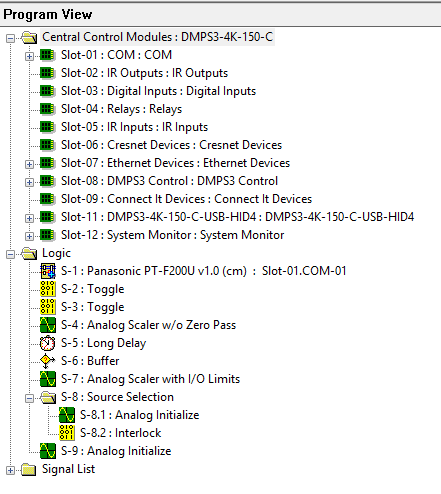 Program View
Central Control Modules : DMPS3-4K-150-C
Slot-01 : COM : COM
Slot-02 : IR Outputs : IR Outputs
Slot-03 : Digital Inputs : Digital Inputs
Slot-04 : Relays : Relays
Slot-05 : IR Inputs : IR Inputs
Slot-06 : Cresnet Devices : Cresnet Devices
Slot-07 : Ethernet Devices : Ethernet Devices
Slot-08 : DMPS3 Control : DMPS3 Control
Slot-09 : Connect It Devices : Connect It Devices
Slot-11 : DMPS3-4K-150-C-USB-HID4 : DMPS3-4K-150-C-USB-HID4
Slot-12 : System Monitor : System Monitor
Logic
S-1 : Panasonic PT-F200U v1.0 (cm) : Slot-01.COM-01
S-2 : Toggle
S-3 : Toggle
S-4 : Analog Scaler w/o Zero Pass
S-5 : Long Delay
S-6 : Buffer
S-7 : Analog Scaler with I/O Limits
S-8 : Source Selection
S-8.1 : Analog Initialize
S-8.2 : Interlock
S-9 : Analog Initialize
Signal List